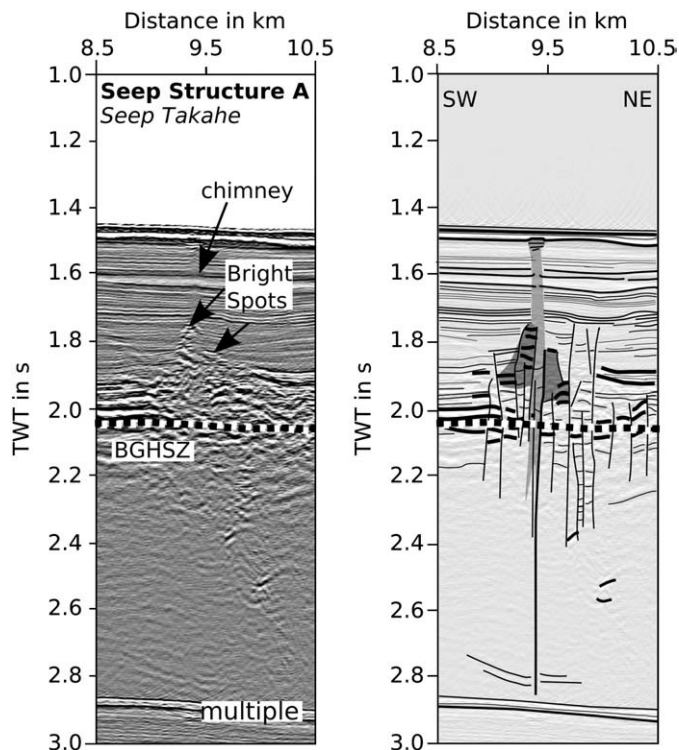 Distance in km
8.5 9.5 10.5
1.0
1.2
1.4
1.6
1.8
2.0
2.2
2.4
2.6
2.8
3.0
TWT in s
Seep Structure A
Seep Takahe
chimney
Bright
Spots
BGHSZ
multiple
Distance in km
8.5 9.5 10.5
1.0
1.2
1.4
1.6
1.8
2.0
2.2
2.4
2.6
2.8
3.0
TWT in s
SW NE